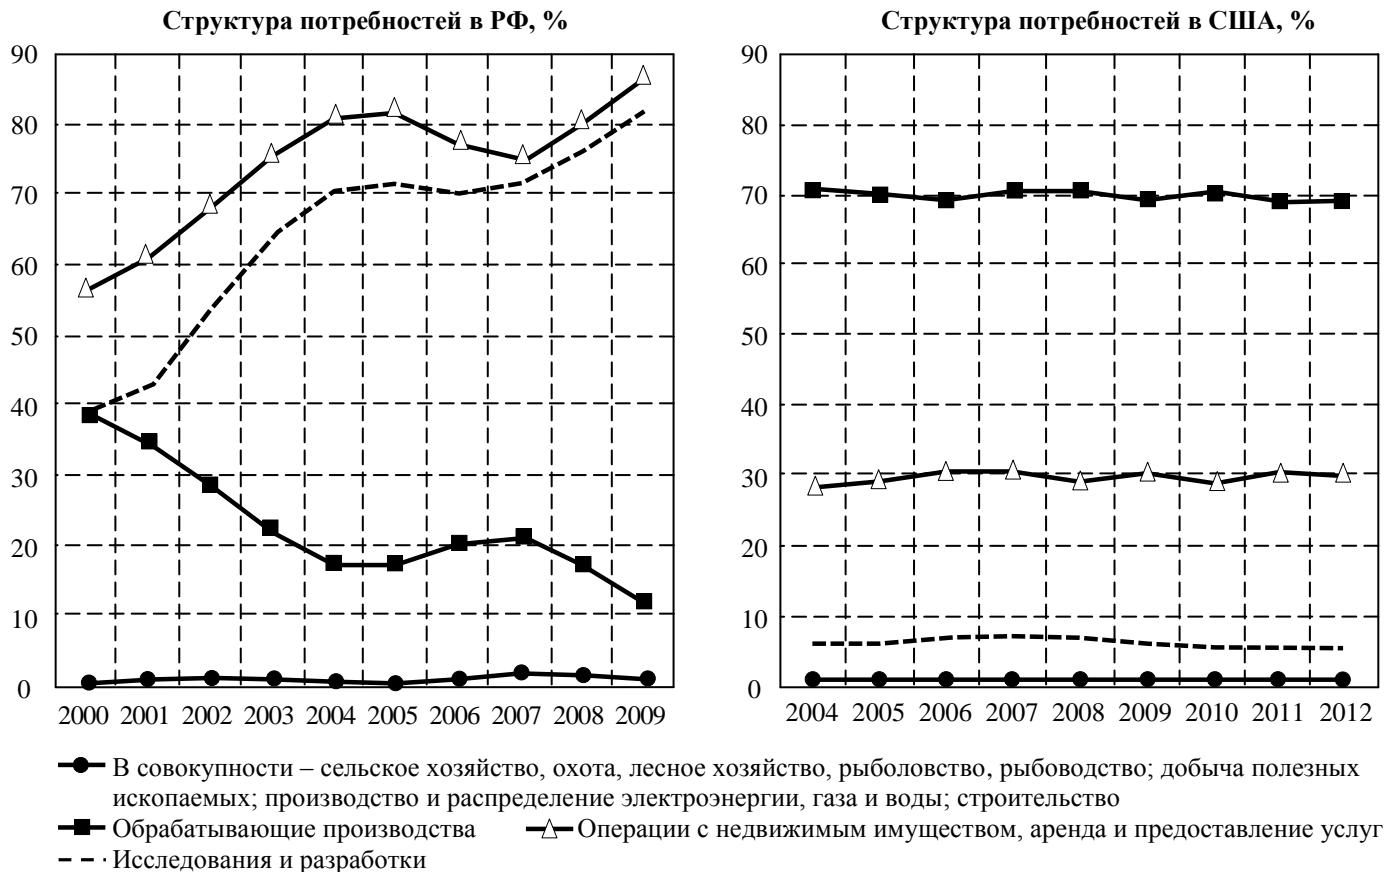 Структура потребностей в РФ, %
Структура потребностей в США, %
90
80
70
60
50
40
30
20
10
0
2000 2001 2002 2003 2004 2005 2006 2007 2008 2009
90
80
70
60
50
40
30
20
10
0
2004 2005 2006 2007 2008 2009 2010 2011 2012
В совокупности – сельское хозяйство, охота, лесное хозяйство, рыболовство, рыбоводство; добыча полезных
ископаемых; производство и распределение электроэнергии, газа и воды; строительство
Обрабатывающие производства
Операции с недвижимым имуществом, аренда и предоставление услуг
Исследования и разработки